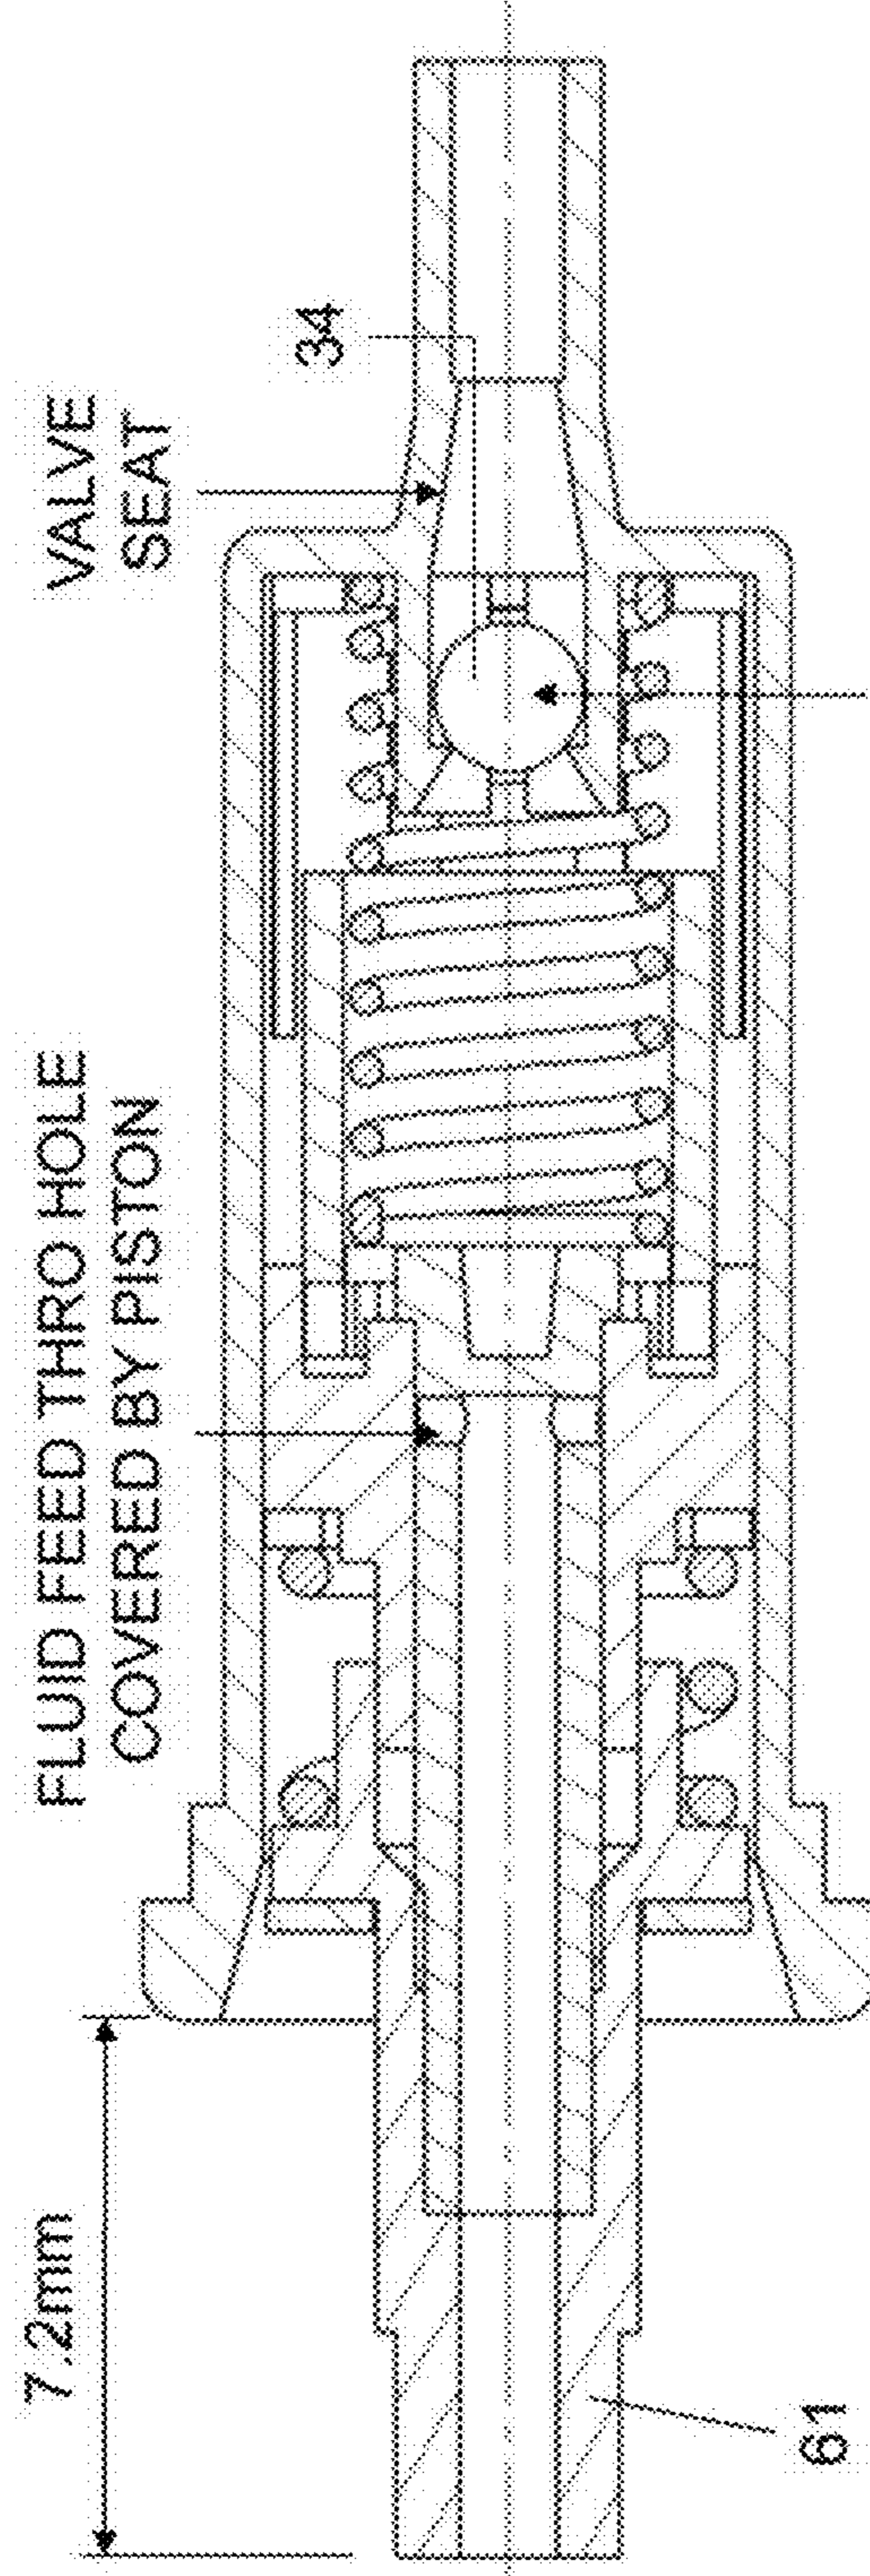 7.2mm
FLUID FEED THRO HOLE
COVERED BY PISTON
VALVE
SEAT
34
61